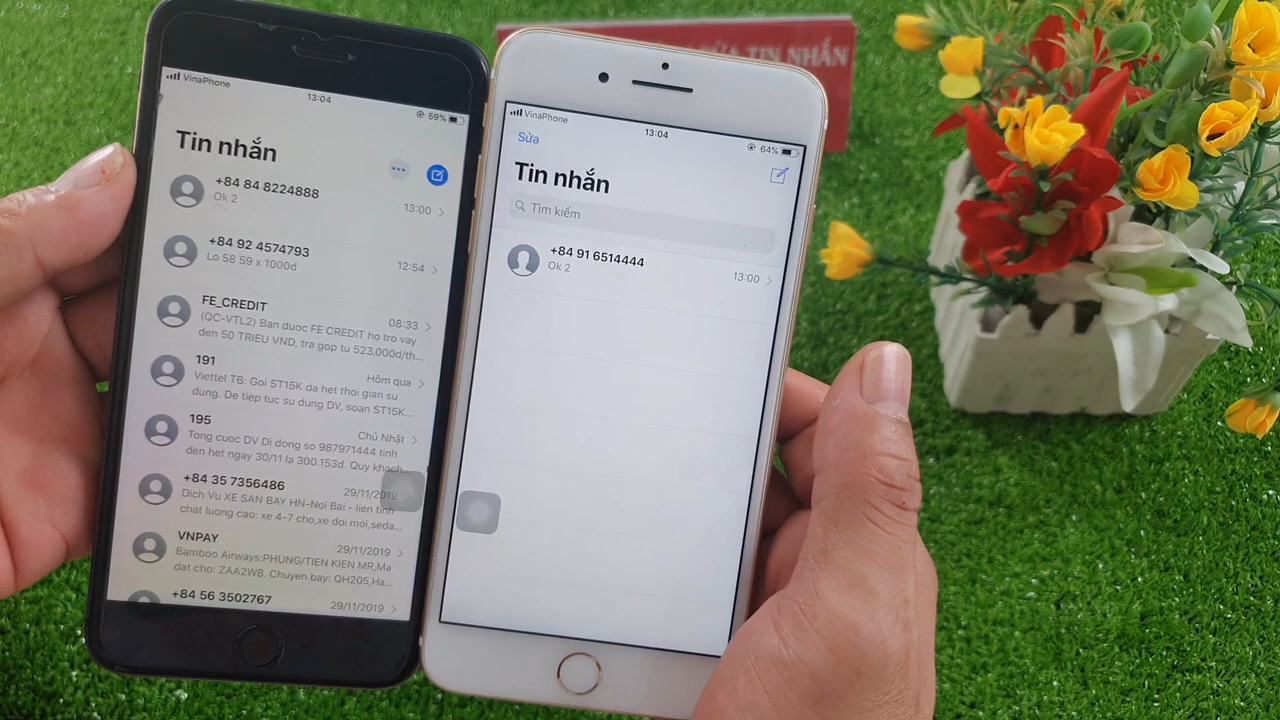 VinaPhone
13:04
59%
Tin nhắn
+84 84 8224888
13:00
Ok 2
+84 92 4574793
12:54
Lo 58 59 x 1000d
FE_CREDIT
08:33
(QC-VTL2) Ban duoc FE CREDIT ho tro vay
den 50 TRIEU VND, tra gop tu 523.000d/th...
191
Hôm qua
Viettel TB: Goi ST15K da het thoi gian su
dung. De tiep tuc su dung DV, soan ST15K...
195
Chủ Nhật
Tong cuoc DV Di dong so 987971444 tinh
den het ngay 30/11 la 300.153d. Quy khach...
+84 35 7356486
29/11/2019
Dich Vu XE SAN BAY HN-Noi Bai - lien tinh
chat luong cao: xe 4-7 cho,xe doi moi,seda...
VNPAY
29/11/2019
Bamboo Airways:PHUNG/TIEN KIEN MR,Ma
dat cho: ZAA2W8. Chuyen bay: QH205,Ha...
+84 56 3502767
29/11/2019
VinaPhone
13:04
64%
Sửa
Tin nhắn
Tìm kiếm
+84 91 6514444
13:00
Ok 2
TIN NHẮN